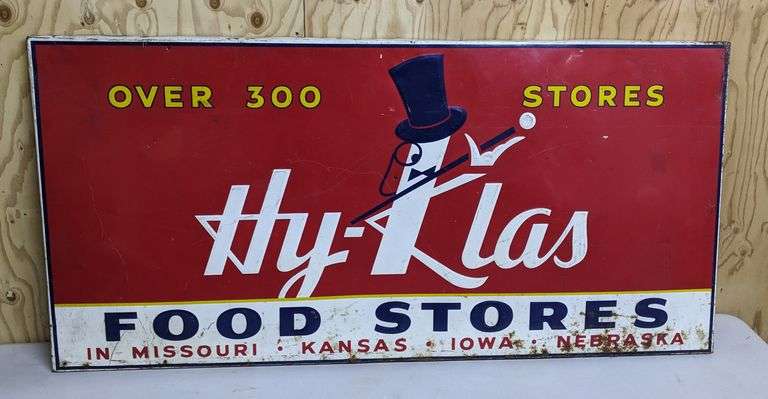 OVER 300 STORES
Hy-Klas
FOOD STORES
IN MISSOURI • KANSAS • IOWA • NEBRASKA